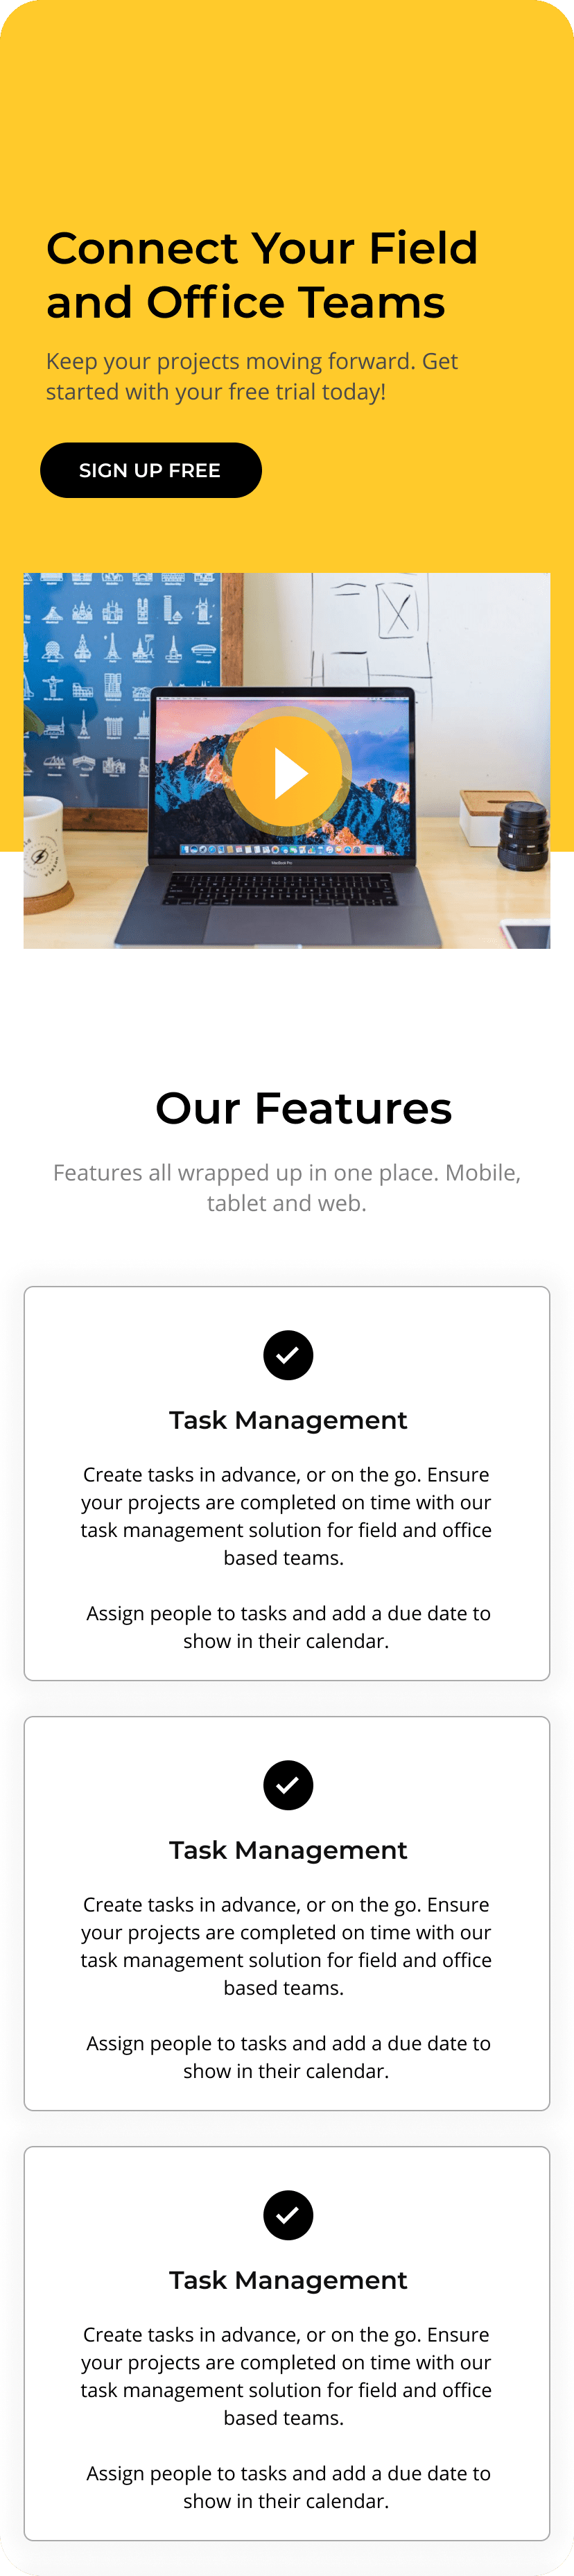 Connect Your Field
and Office Teams
Keep your projects moving forward. Get
started with your free trial today!
SIGN UP FREE
MacBook Pro
Our Features
Features all wrapped up in one place. Mobile,
tablet and web.
Task Management
Create tasks in advance, or on the go. Ensure
your projects are completed on time with our
task management solution for field and office
based teams.
Assign people to tasks and add a due date to
show in their calendar.
Task Management
Create tasks in advance, or on the go. Ensure
your projects are completed on time with our
task management solution for field and office
based teams.
Assign people to tasks and add a due date to
show in their calendar.
Task Management
Create tasks in advance, or on the go. Ensure
your projects are completed on time with our
task management solution for field and office
based teams.
Assign people to tasks and add a due date to
show in their calendar.